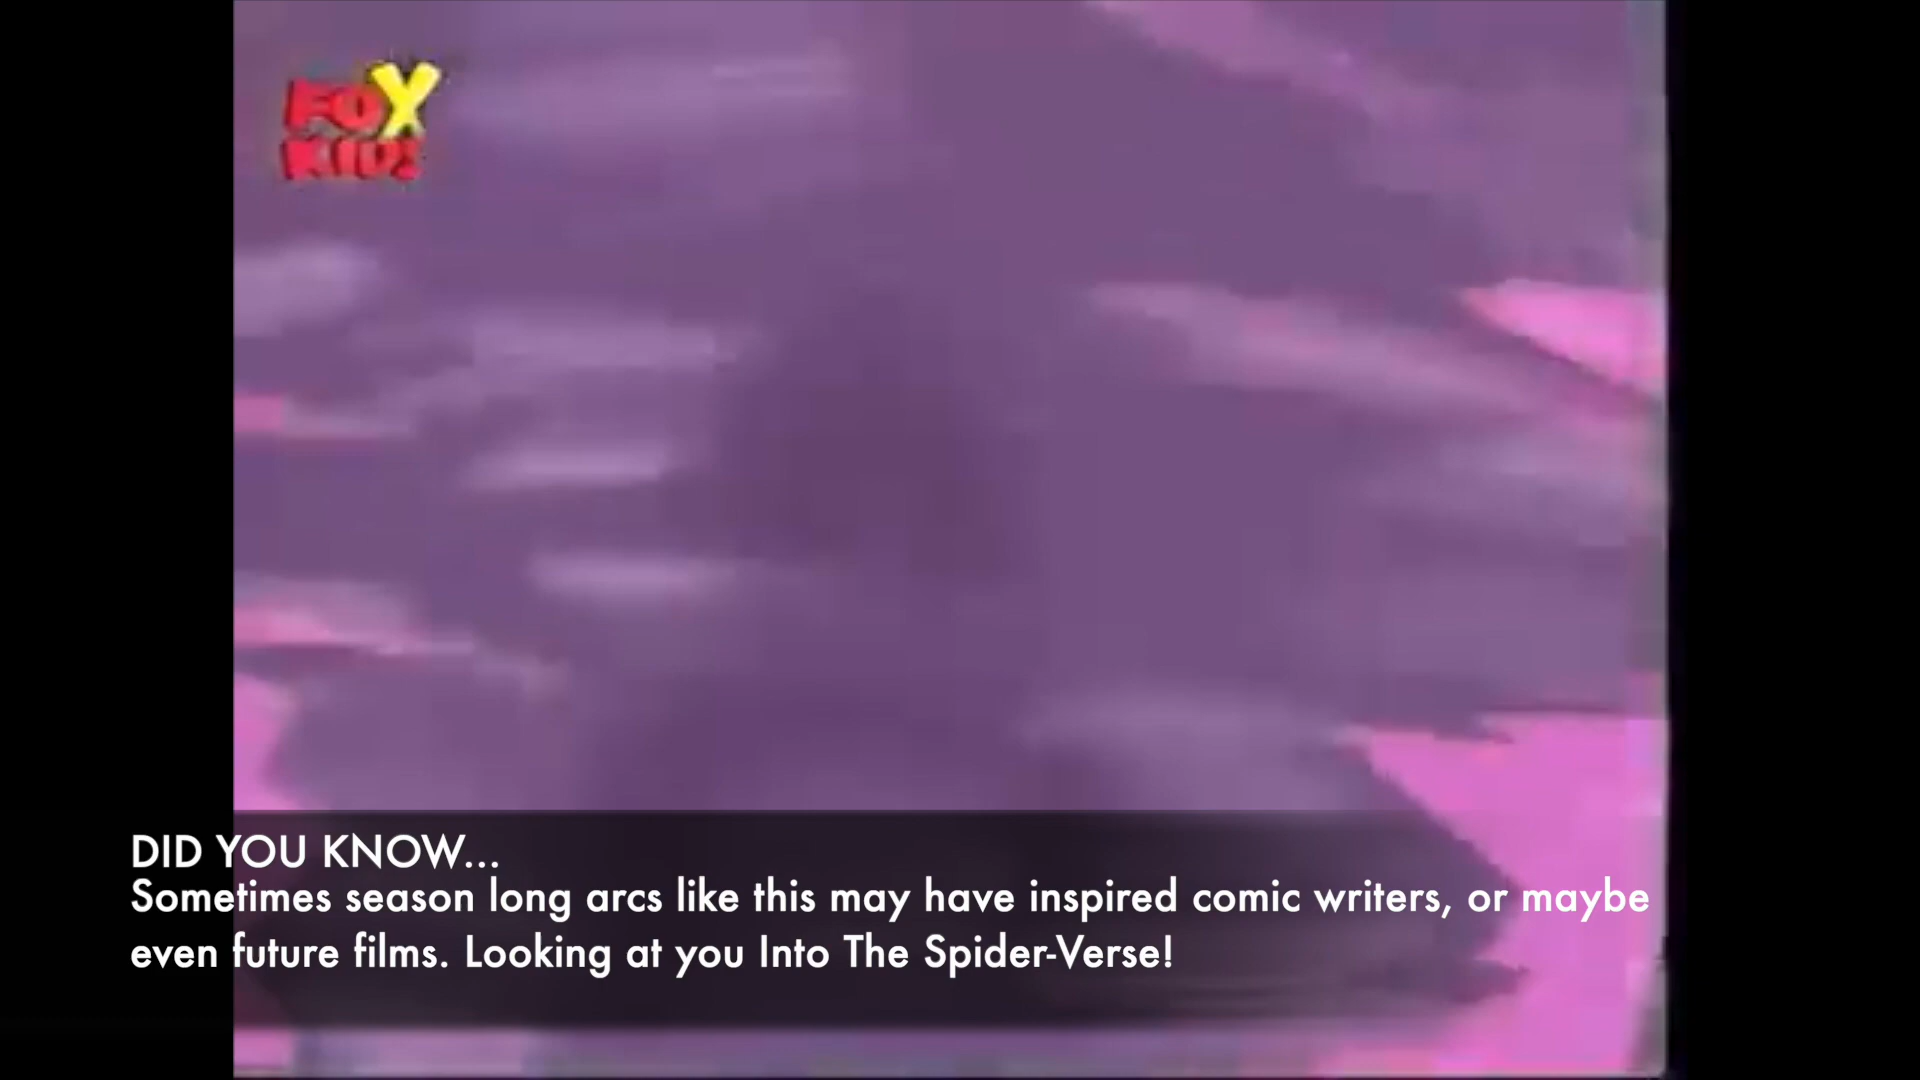 FOX
KIDS
DID YOU KNOW...
Sometimes season long arcs like this may have inspired comic writers, or maybe
even future films. Looking at you Into The Spider-Verse!